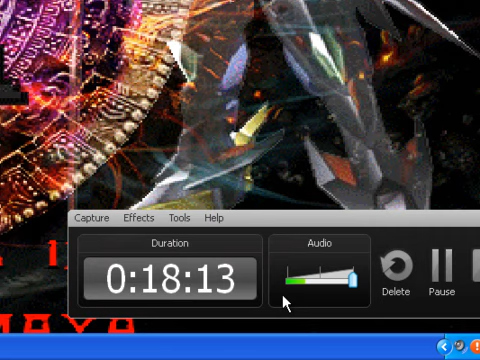 Capture Effects Tools Help
Duration Audio
0:18:13
Delete Pause